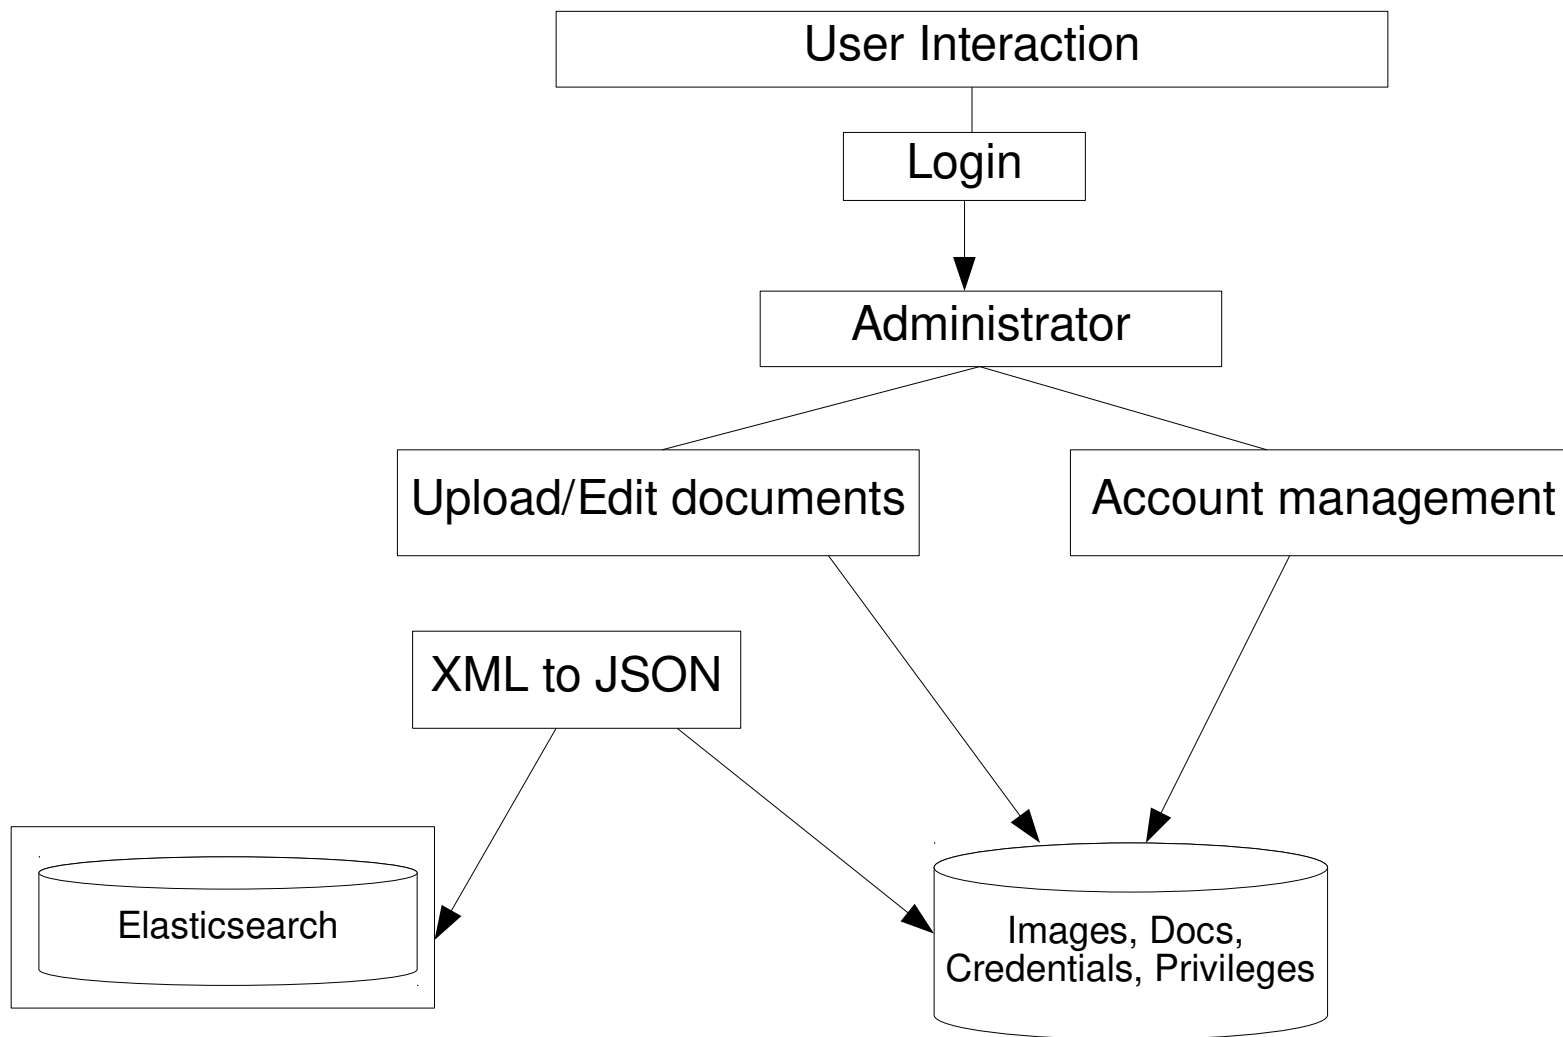 User Interaction
Login
Administrator
Upload/Edit documents
Account management
XML to JSON
Elasticsearch
Images, Docs,
Credentials, Privileges